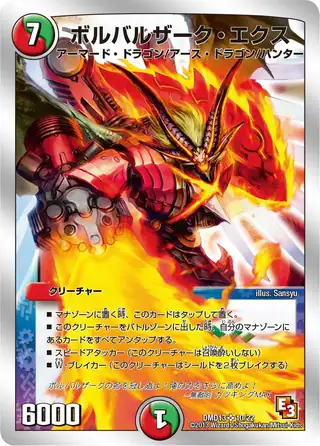 7
ボルバルザーク・エクス
アーマード・ドラゴン/アース・ドラゴン/ハンター
クリーチャー
illus. Sansyu
■ マナゾーンに置く時、このカードはタップして置く。
■ このクリーチャーをバトルゾーンに出した時、自分のマナゾーンに
あるカードをすべてアンタップする。
■ スピードアタッカー(このクリーチャーは召喚酔いしない)
■ W・ブレイカー(このクリーチャーはシールドを2枚ブレイクする)
6000
1
E3
DMD13
©2013 Wizards/Shogakukan/Mitsui-Kids